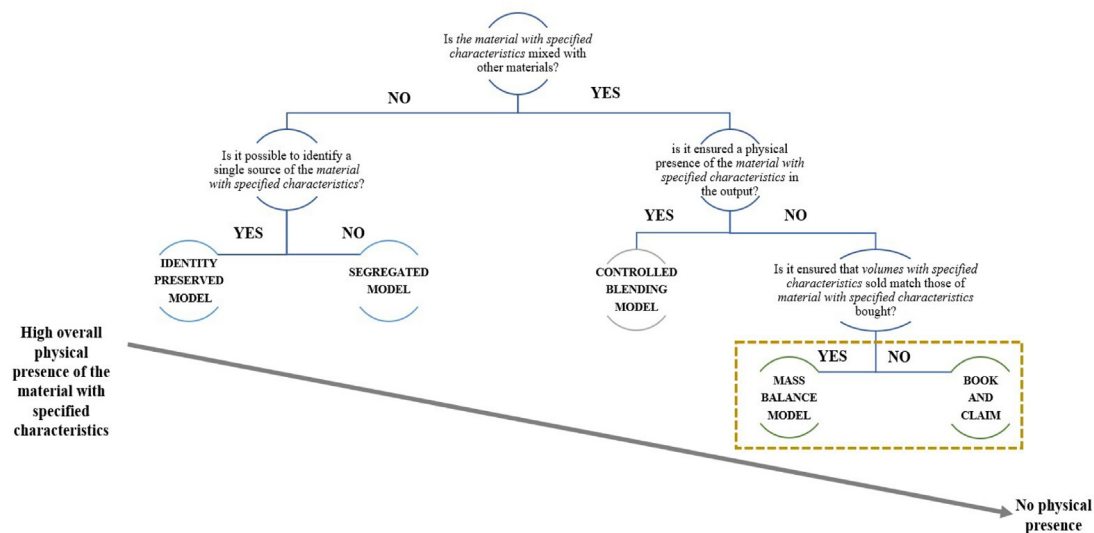 Is the material with specified
characteristics mixed with
other materials?
NO
YES
Is it possible to identify a
single source of the material
with specified characteristics?
is it ensured a physical
presence of the material with
specified characteristics in
the output?
YES
NO
YES
NO
IDENTITY
PRESERVED
MODEL
SEGREGATED
MODEL
CONTROLLED
BLENDING
MODEL
Is it ensured that volumes with specified
characteristics sold match those of
material with specified characteristics
bought?
High overall
physical
presence of the
material with
specified
characteristics
YES
NO
MASS
BALANCE
MODEL
BOOK
AND
CLAIM
No physical
presence